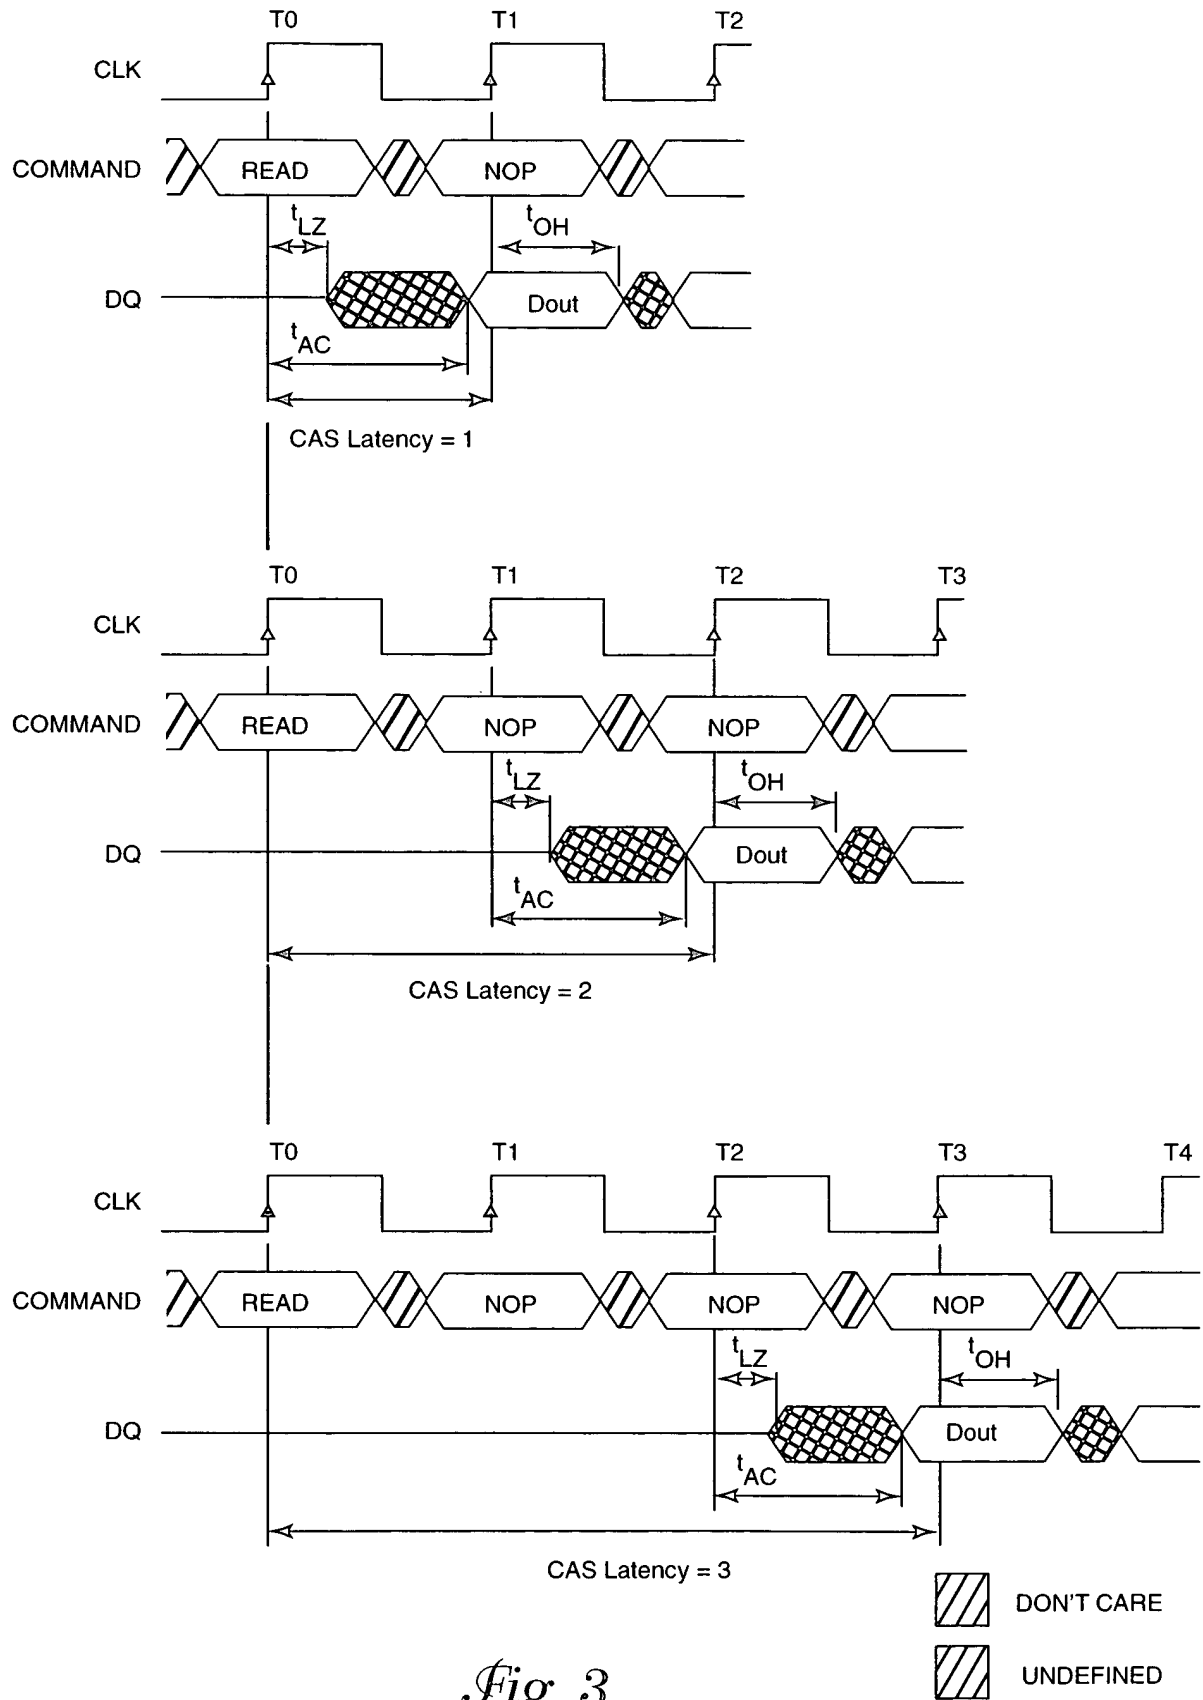 T0 T1 T2
CLK
COMMAND READ NOP
tLZ tOH
DQ Dout
tAC
CAS Latency = 1
T0 T1 T2 T3
CLK
COMMAND READ NOP NOP
tLZ tOH
DQ Dout
tAC
CAS Latency = 2
T0 T1 T2 T3 T4
CLK
COMMAND READ NOP NOP NOP
tLZ tOH
DQ Dout
tAC
CAS Latency = 3
DON'T CARE
UNDEFINED
Fig. 3